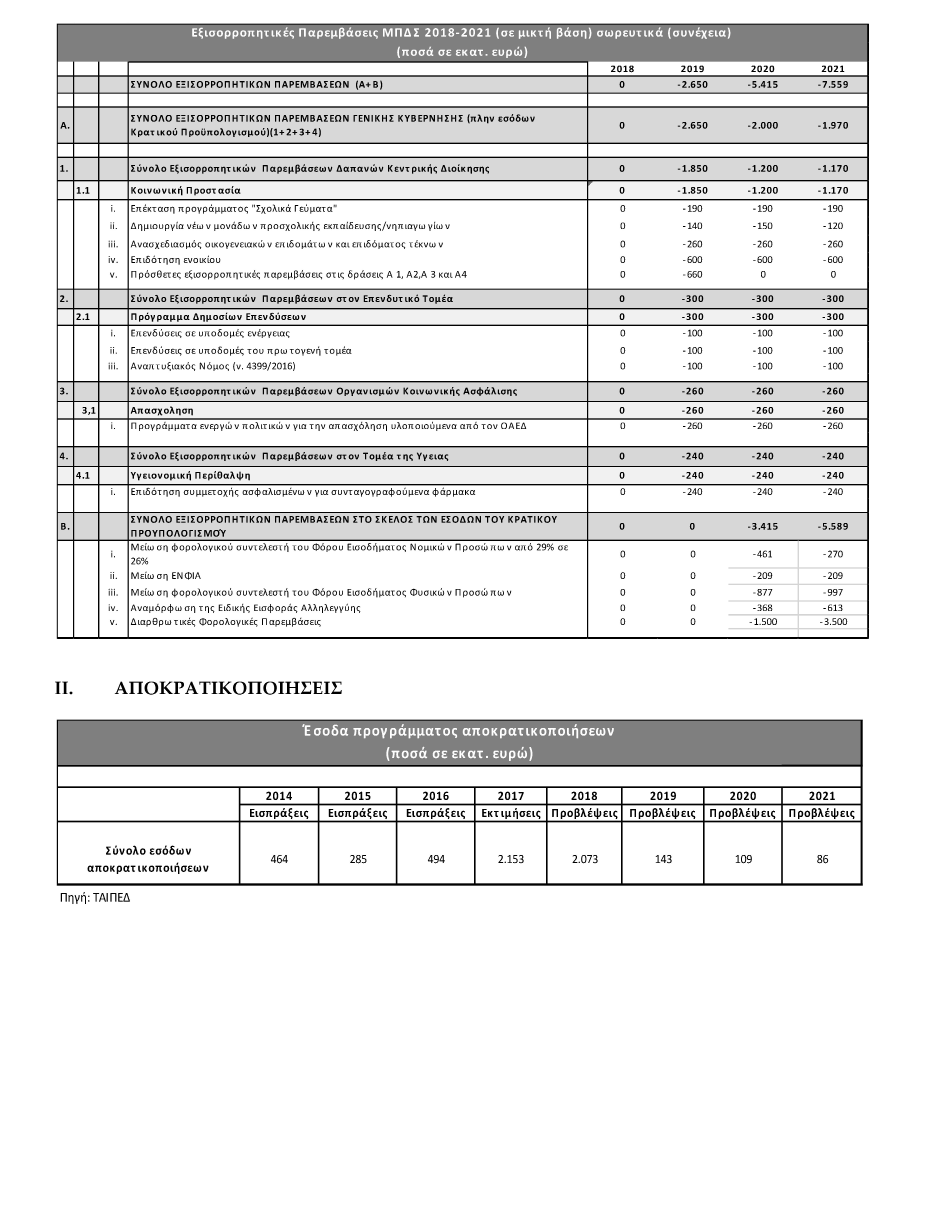 Εξισορροπητικές Παρεμβάσεις ΜΠΔΣ 2018-2021 (σε μικτή βάση) σωρευτικά (συνέχεια)
(ποσά σε εκατ. ευρώ)
2018 2019 2020 2021
ΣΥΝΟΛΟ ΕΞΙΣΟΡΡΟΠΗΤΙΚΩΝ ΠΑΡΕΜΒΑΣΕΩΝ (Α+Β) 0 -2.650 -5.415 -7.559
Α. ΣΥΝΟΛΟ ΕΞΙΣΟΡΡΟΠΗΤΙΚΩΝ ΠΑΡΕΜΒΑΣΕΩΝ ΓΕΝΙΚΗΣ ΚΥΒΕΡΝΗΣΗΣ (πλην εσόδων
Κρατικού Προϋπολογισμού)(1+2+3+4) 0 -2.650 -2.000 -1.970
1. Σύνολο Εξισορροπητικών Παρεμβάσεων Δαπανών Κεντρικής Διοίκησης 0 -1.850 -1.200 -1.170
1.1 Κοινωνική Προστασία 0 -1.850 -1.200 -1.170
i. Επέκταση προγράμματος "Σχολικά Γεύματα" 0 -190 -190 -190
ii. Δημιουργία νέων μονάδων προσχολικής εκπαίδευσης/νηπιαγωγίων 0 -140 -150 -120
iii. Ανασχεδιασμός οικογενειακών επιδομάτων και επιδόματος τέκνων 0 -260 -260 -260
iv. Επιδότηση ενοικίου 0 -600 -600 -600
v. Πρόσθετες εξισορροπητικές παρεμβάσεις στις δράσεις Α 1, Α2,Α 3 και Α4 0 -660 0 0
2. Σύνολο Εξισορροπητικών Παρεμβάσεων στον Επενδυτικό Τομέα 0 -300 -300 -300
2.1 Πρόγραμμα Δημοσίων Επενδύσεων 0 -300 -300 -300
i. Επενδύσεις σε υποδομές ενέργειας 0 -100 -100 -100
ii. Επενδύσεις σε υποδομές του πρωτογενή τομέα 0 -100 -100 -100
iii. Αναπτυξιακός Νόμος (ν. 4399/2016) 0 -100 -100 -100
3. Σύνολο Εξισορροπητικών Παρεμβάσεων Οργανισμών Κοινωνικής Ασφάλισης 0 -260 -260 -260
3,1 Απασχοληση 0 -260 -260 -260
i. Προγράμματα ενεργών πολιτικών για την απασχόληση υλοποιούμενα από τον ΟΑΕΔ 0 -260 -260 -260
4. Σύνολο Εξισορροπητικών Παρεμβάσεων στον Τομέα της Υγειας 0 -240 -240 -240
4.1 Υγειονομική Περίθαλψη 0 -240 -240 -240
i. Επιδότηση συμμετοχής ασφαλισμένων για συνταγογραφούμενα φάρμακα 0 -240 -240 -240
Β. ΣΥΝΟΛΟ ΕΞΙΣΟΡΡΟΠΗΤΙΚΩΝ ΠΑΡΕΜΒΑΣΕΩΝ ΣΤΟ ΣΚΕΛΟΣ ΤΩΝ ΕΣΟΔΩΝ ΤΟΥ ΚΡΑΤΙΚΟΥ
ΠΡΟΥΠΟΛΟΓΙΣΜΟΎ 0 0 -3.415 -5.589
i. Μείωση φορολογικού συντελεστή του Φόρου Εισοδήματος Νομικών Προσώπων από 29% σε
26% 0 0 -461 -270
ii. Μείωση ΕΝΦΙΑ 0 0 -209 -209
iii. Μείωση φορολογικού συντελεστή του Φόρου Εισοδήματος Φυσικών Προσώπων 0 0 -877 -997
iv. Αναμόρφωση της Ειδικής Εισφοράς Αλληλεγγύης 0 0 -368 -613
v. Διαρθρωτικές Φορολογικές Παρεμβάσεις 0 0 -1.500 -3.500
II. ΑΠΟΚΡΑΤΙΚΟΠΟΙΗΣΕΙΣ
Έσοδα προγράμματος αποκρατικοποιήσεων
(ποσά σε εκατ. ευρώ)
2014 2015 2016 2017 2018 2019 2020 2021
Εισπράξεις Εισπράξεις Εισπράξεις Εκτιμήσεις Προβλέψεις Προβλέψεις Προβλέψεις Προβλέψεις
Σύνολο εσόδων
αποκρατικοποιήσεων 464 285 494 2.153 2.073 143 109 86
Πηγή: ΤΑΙΠΕΔ